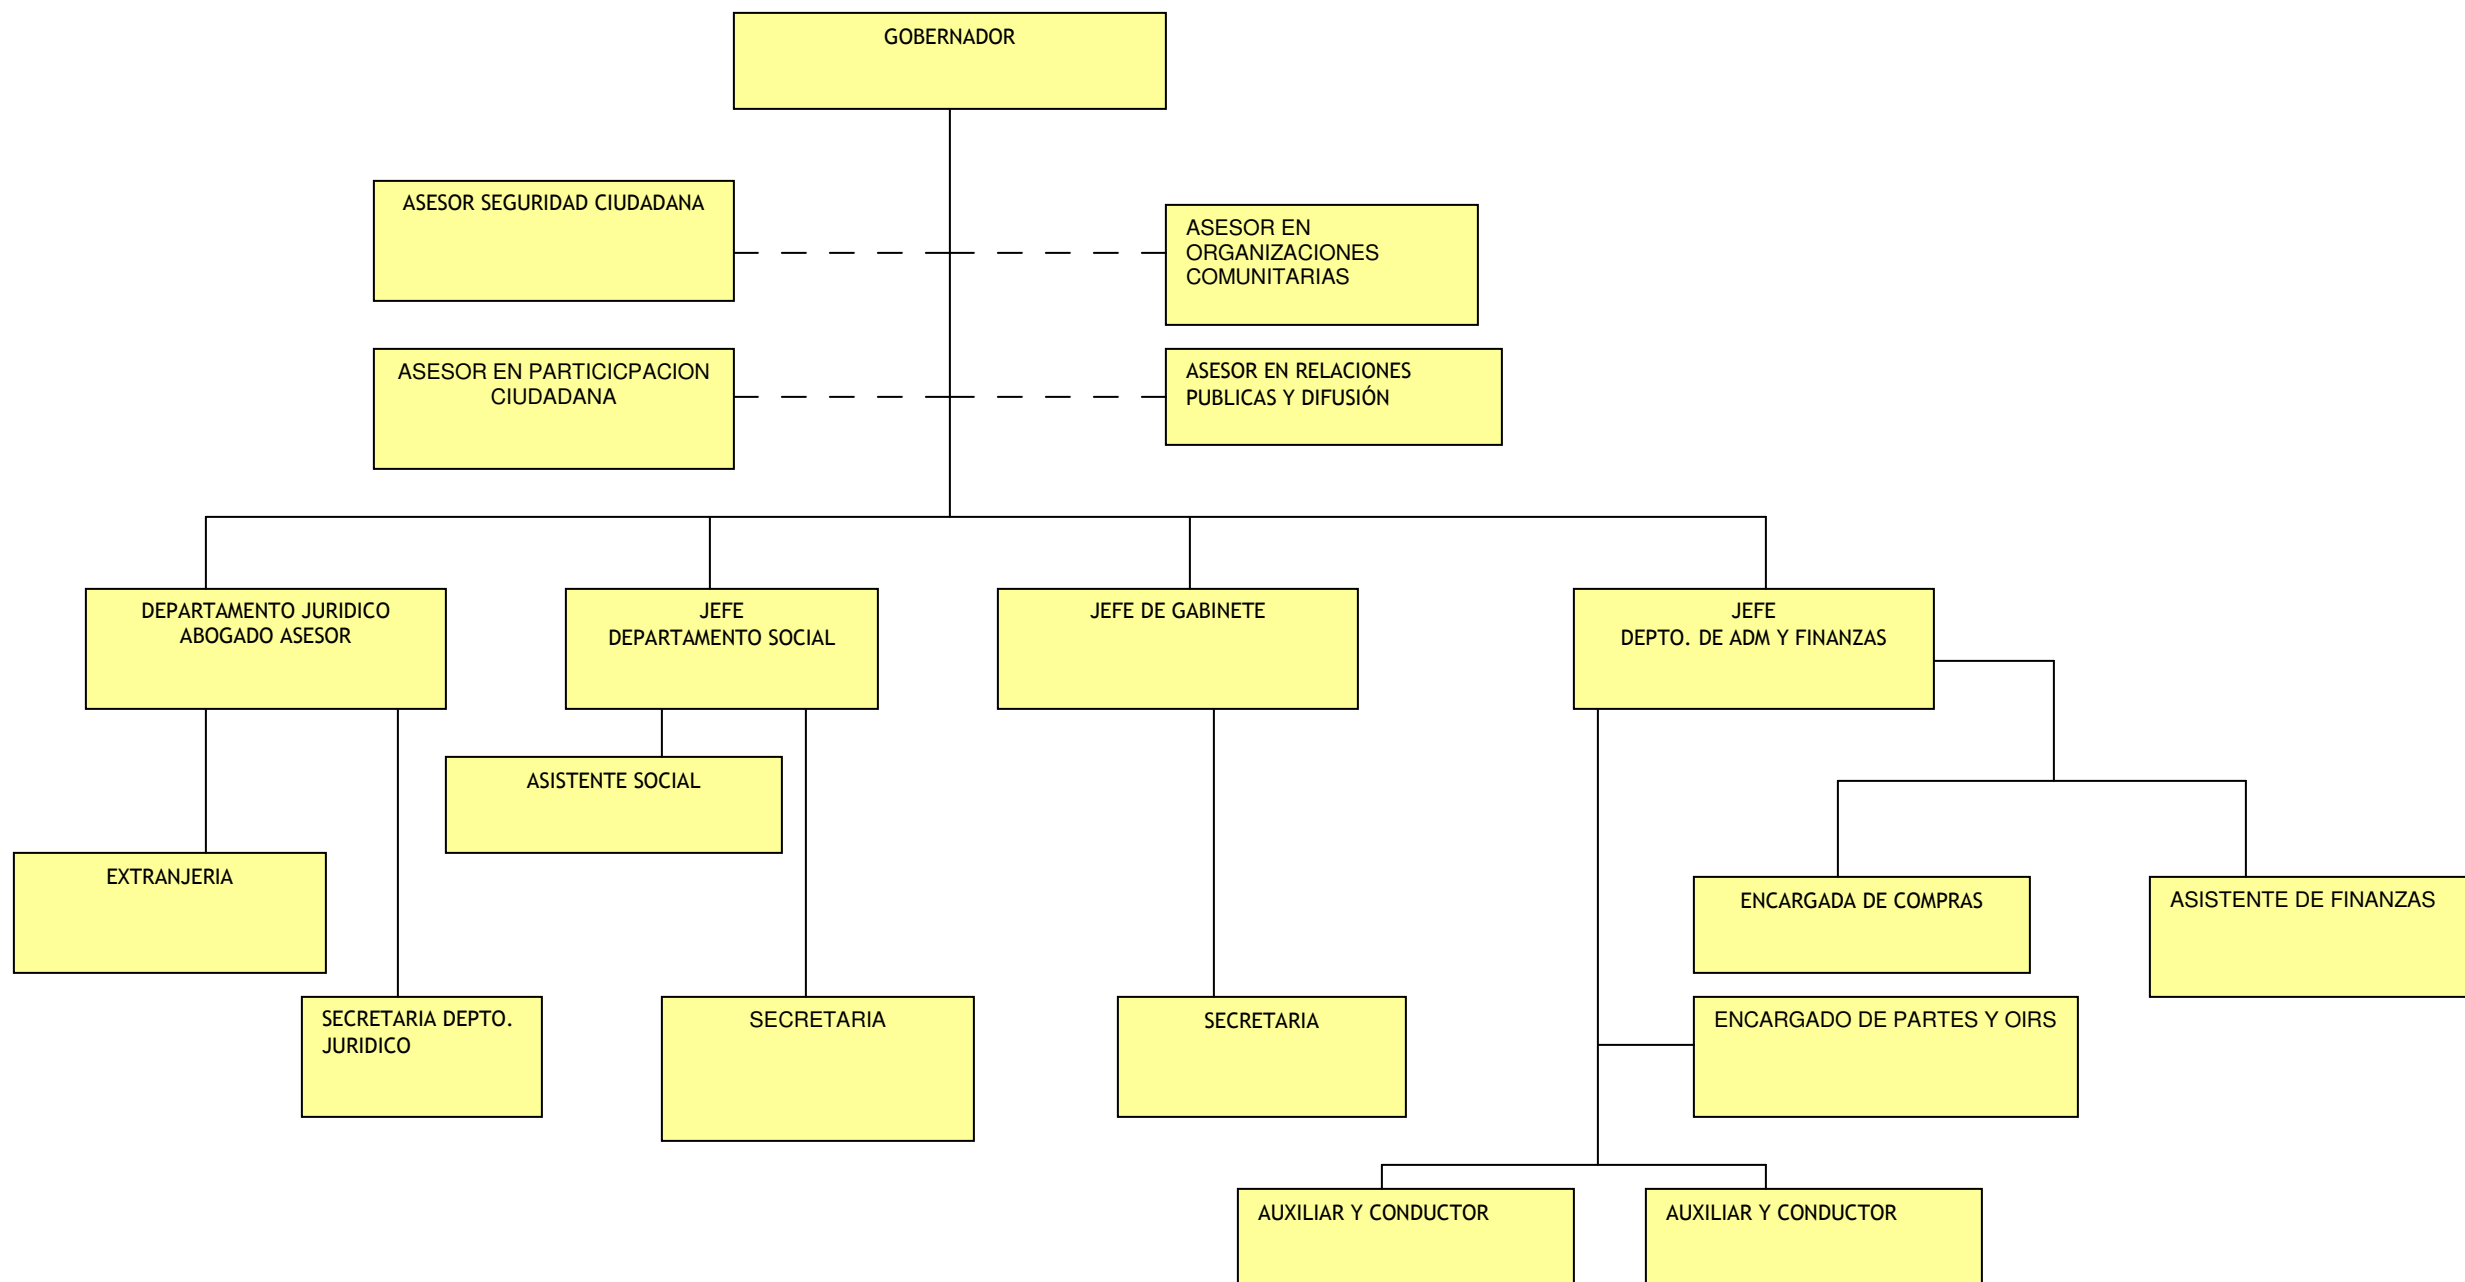 GOBERNADOR
ASESOR SEGURIDAD CIUDADANA
ASESOR EN
ORGANIZACIONES
COMUNITARIAS
ASESOR EN PARTICICPACION
CIUDADANA
ASESOR EN RELACIONES
PUBLICAS Y DIFUSIÓN
DEPARTAMENTO JURIDICO
ABOGADO ASESOR
JEFE
DEPARTAMENTO SOCIAL
JEFE DE GABINETE
JEFE
DEPTO. DE ADM Y FINANZAS
ASISTENTE SOCIAL
EXTRANJERIA
ENCARGADA DE COMPRAS
ASISTENTE DE FINANZAS
SECRETARIA DEPTO.
JURIDICO
SECRETARIA
SECRETARIA
ENCARGADO DE PARTES Y OIRS
AUXILIAR Y CONDUCTOR
AUXILIAR Y CONDUCTOR